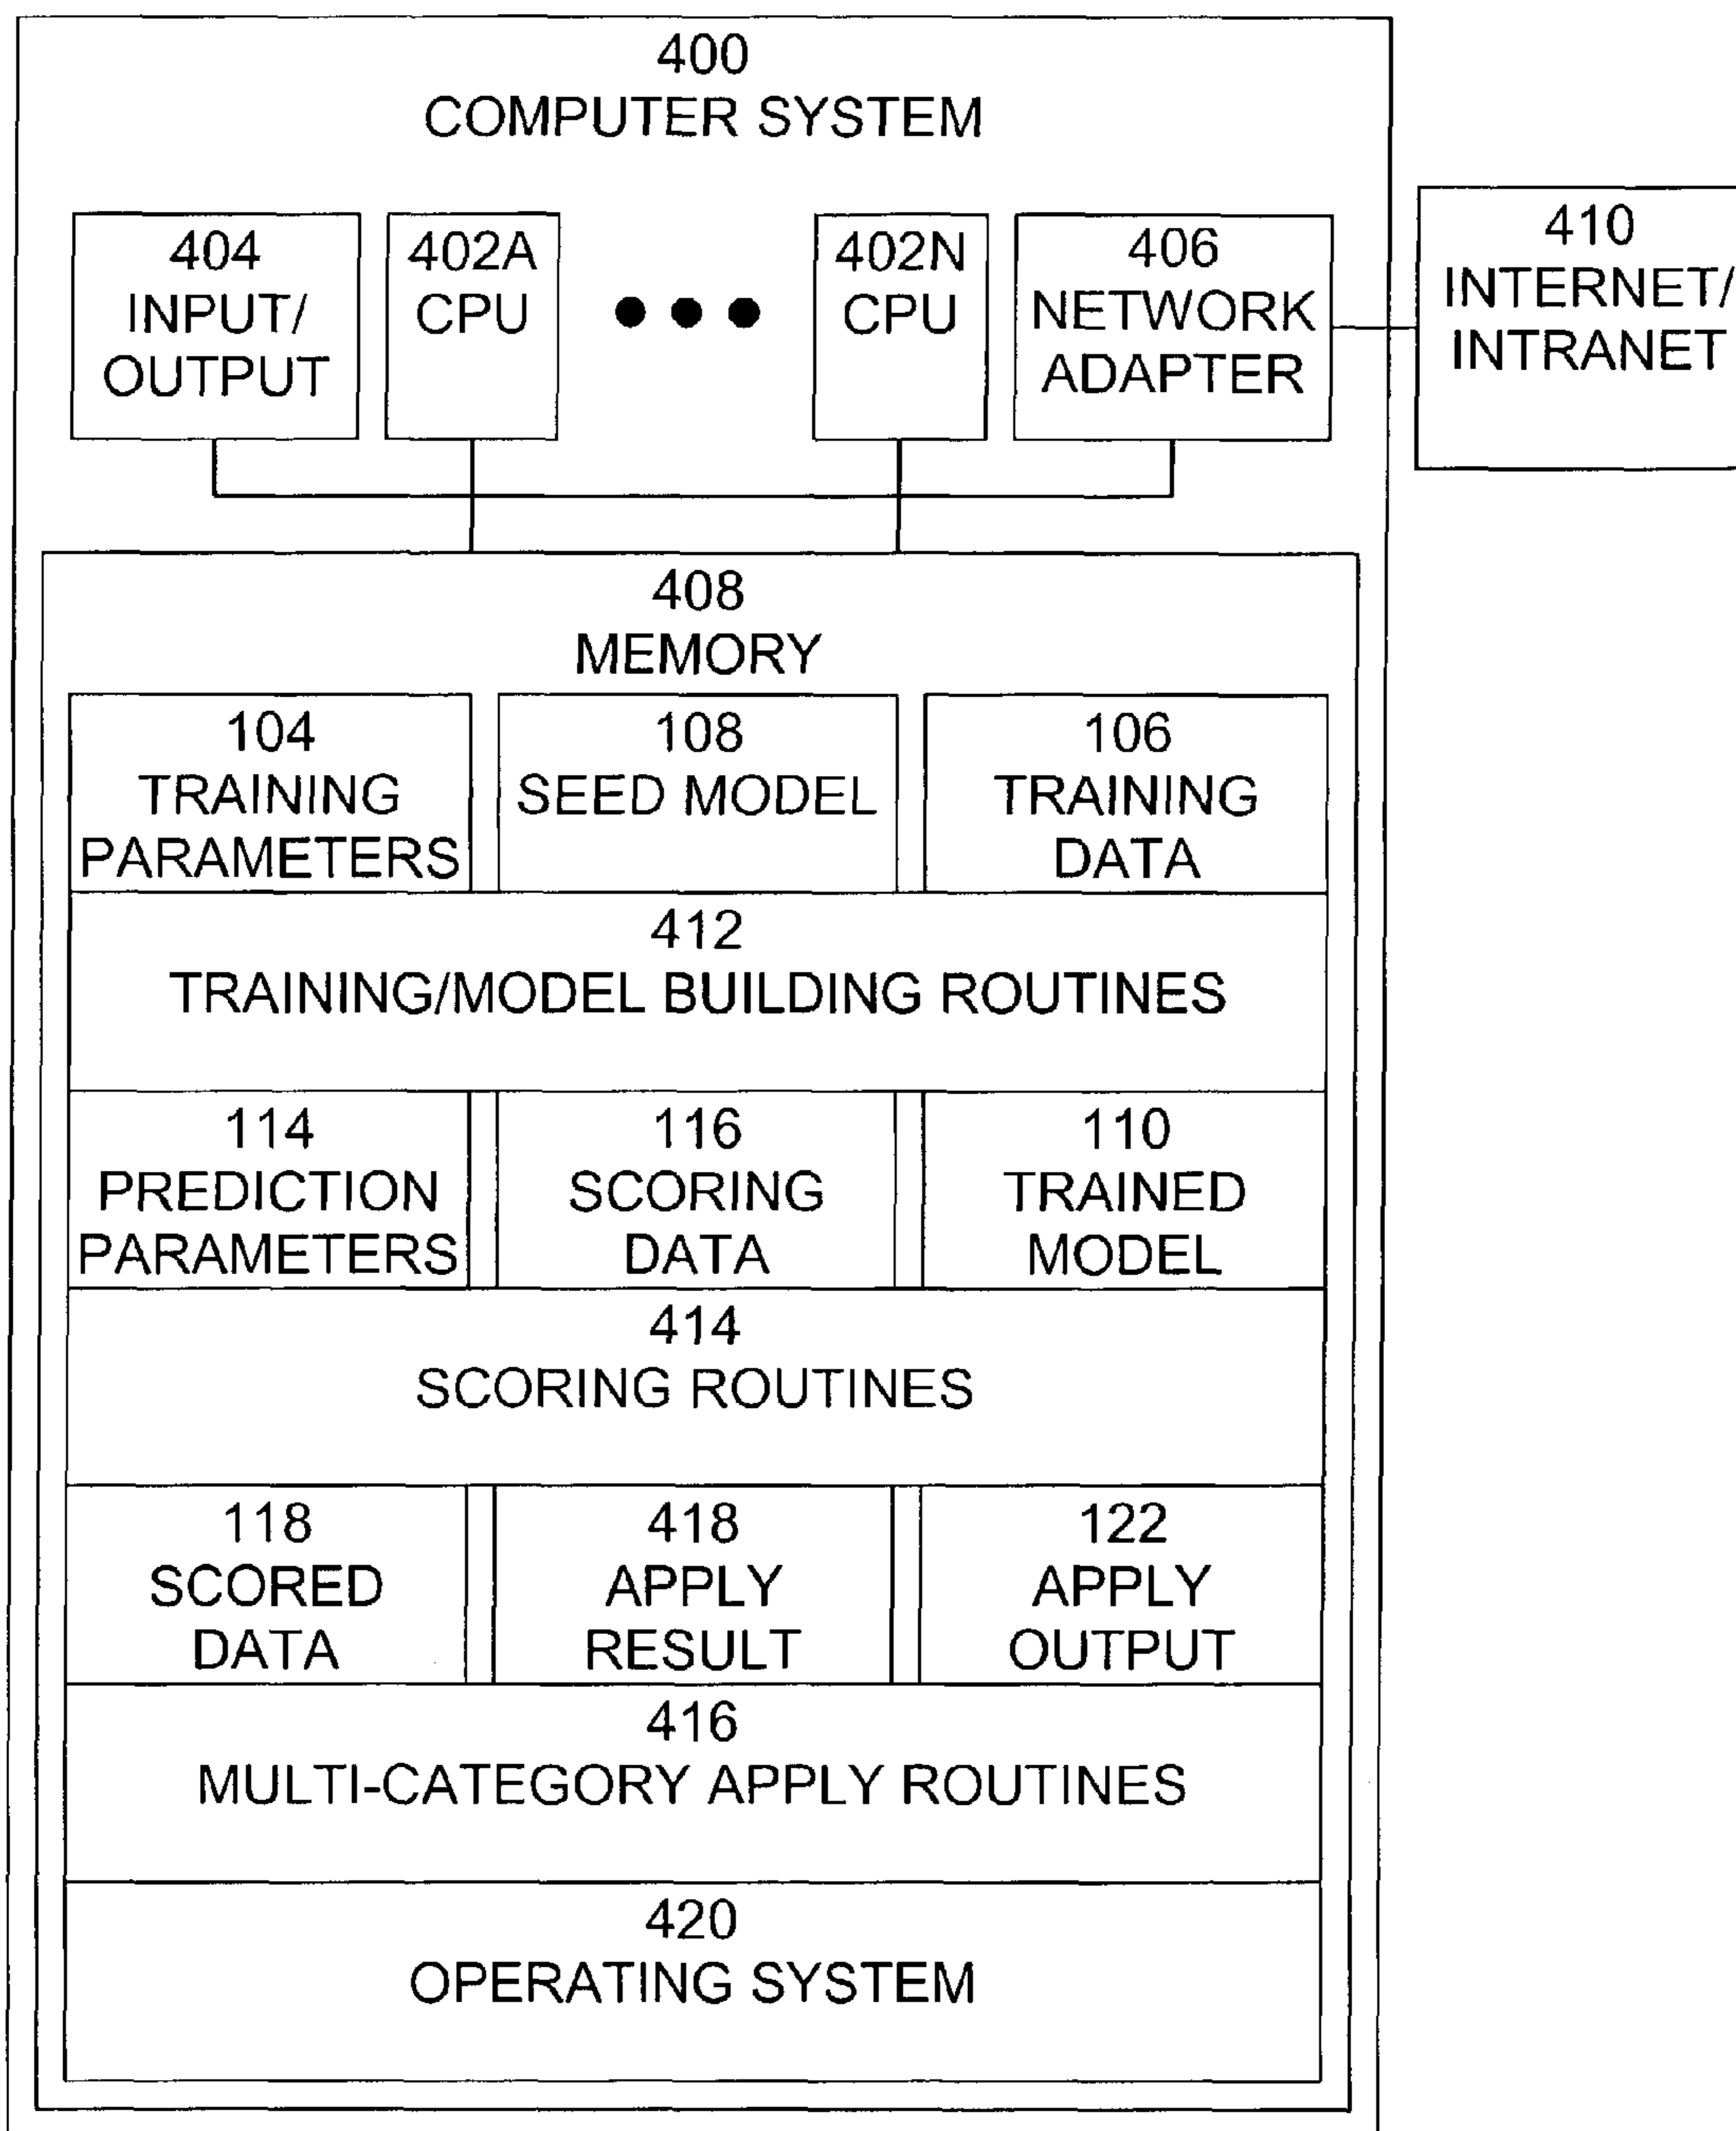 400
COMPUTER SYSTEM
404
INPUT/
OUTPUT
402A
CPU
402N
CPU
406
NETWORK
ADAPTER
410
INTERNET/
INTRANET
408
MEMORY
104
TRAINING
PARAMETERS
108
SEED MODEL
106
TRAINING
DATA
412
TRAINING/MODEL BUILDING ROUTINES
114
PREDICTION
PARAMETERS
116
SCORING
DATA
110
TRAINED
MODEL
414
SCORING ROUTINES
118
SCORED
DATA
418
APPLY
RESULT
122
APPLY
OUTPUT
416
MULTI-CATEGORY APPLY ROUTINES
420
OPERATING SYSTEM